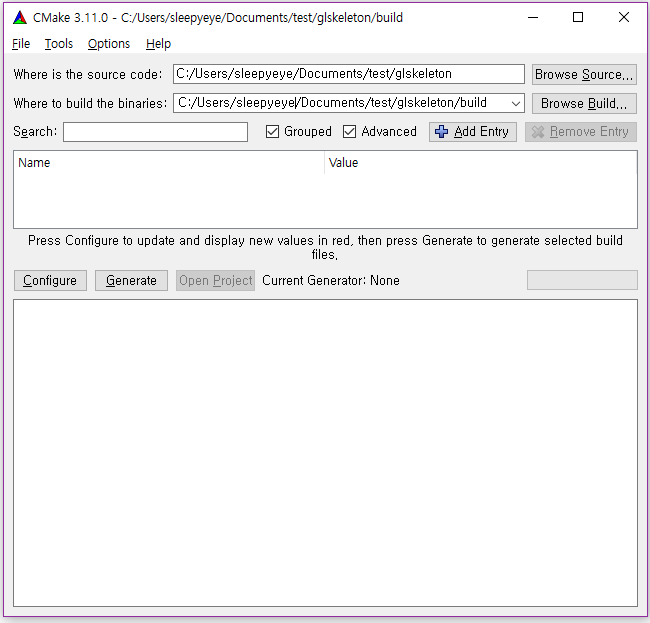 CMake 3.11.0 - C:/Users/sleepyeye/Documents/test/glskeleton/build
File Tools Options Help
Where is the source code: C:/Users/sleepyeye/Documents/test/glskeleton Browse Source...
Where to build the binaries: C:/Users/sleepyeye/Documents/test/glskeleton/build Browse Build...
Search: Grouped Advanced Add Entry Remove Entry
Name Value
Press Configure to update and display new values in red, then press Generate to generate selected build
files.
Configure Generate Open Project Current Generator: None